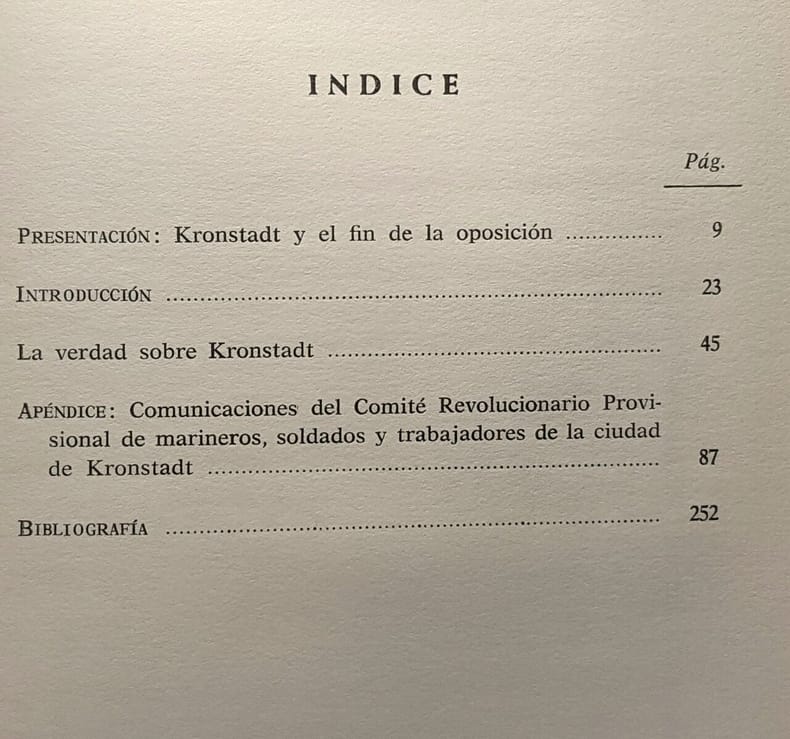 INDICE
Pág.
PRESENTACIÓN: Kronstadt y el fin de la oposición ............... 9
INTRODUCCIÓN ................................................................................ 23
La verdad sobre Kronstadt ...................................................... 45
APÉNDICE: Comunicaciones del Comité Revolucionario Provi-
sional de marineros, soldados y trabajadores de la ciudad
de Kronstadt ......................................................................... 87
BIBLIOGRAFÍA ................................................................................ 252